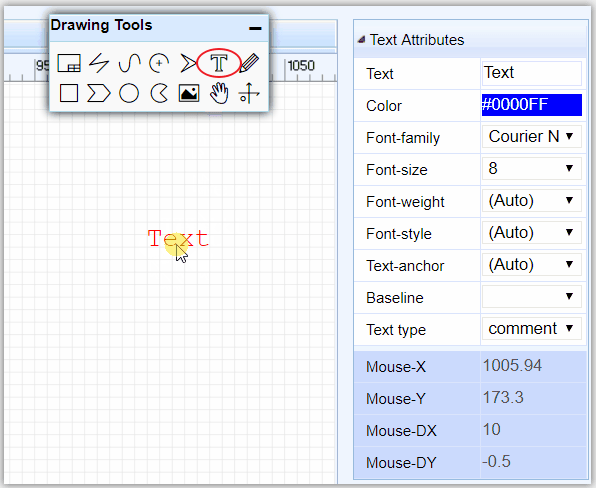 Drawing Tools
95
1050
T
Text
Text Attributes
Text Text
Color #0000FF
Font-family Courier N
Font-size 8
Font-weight (Auto)
Font-style (Auto)
Text-anchor (Auto)
Baseline
Text type comment
Mouse-X 1005.94
Mouse-Y 173.3
Mouse-DX 10
Mouse-DY -0.5